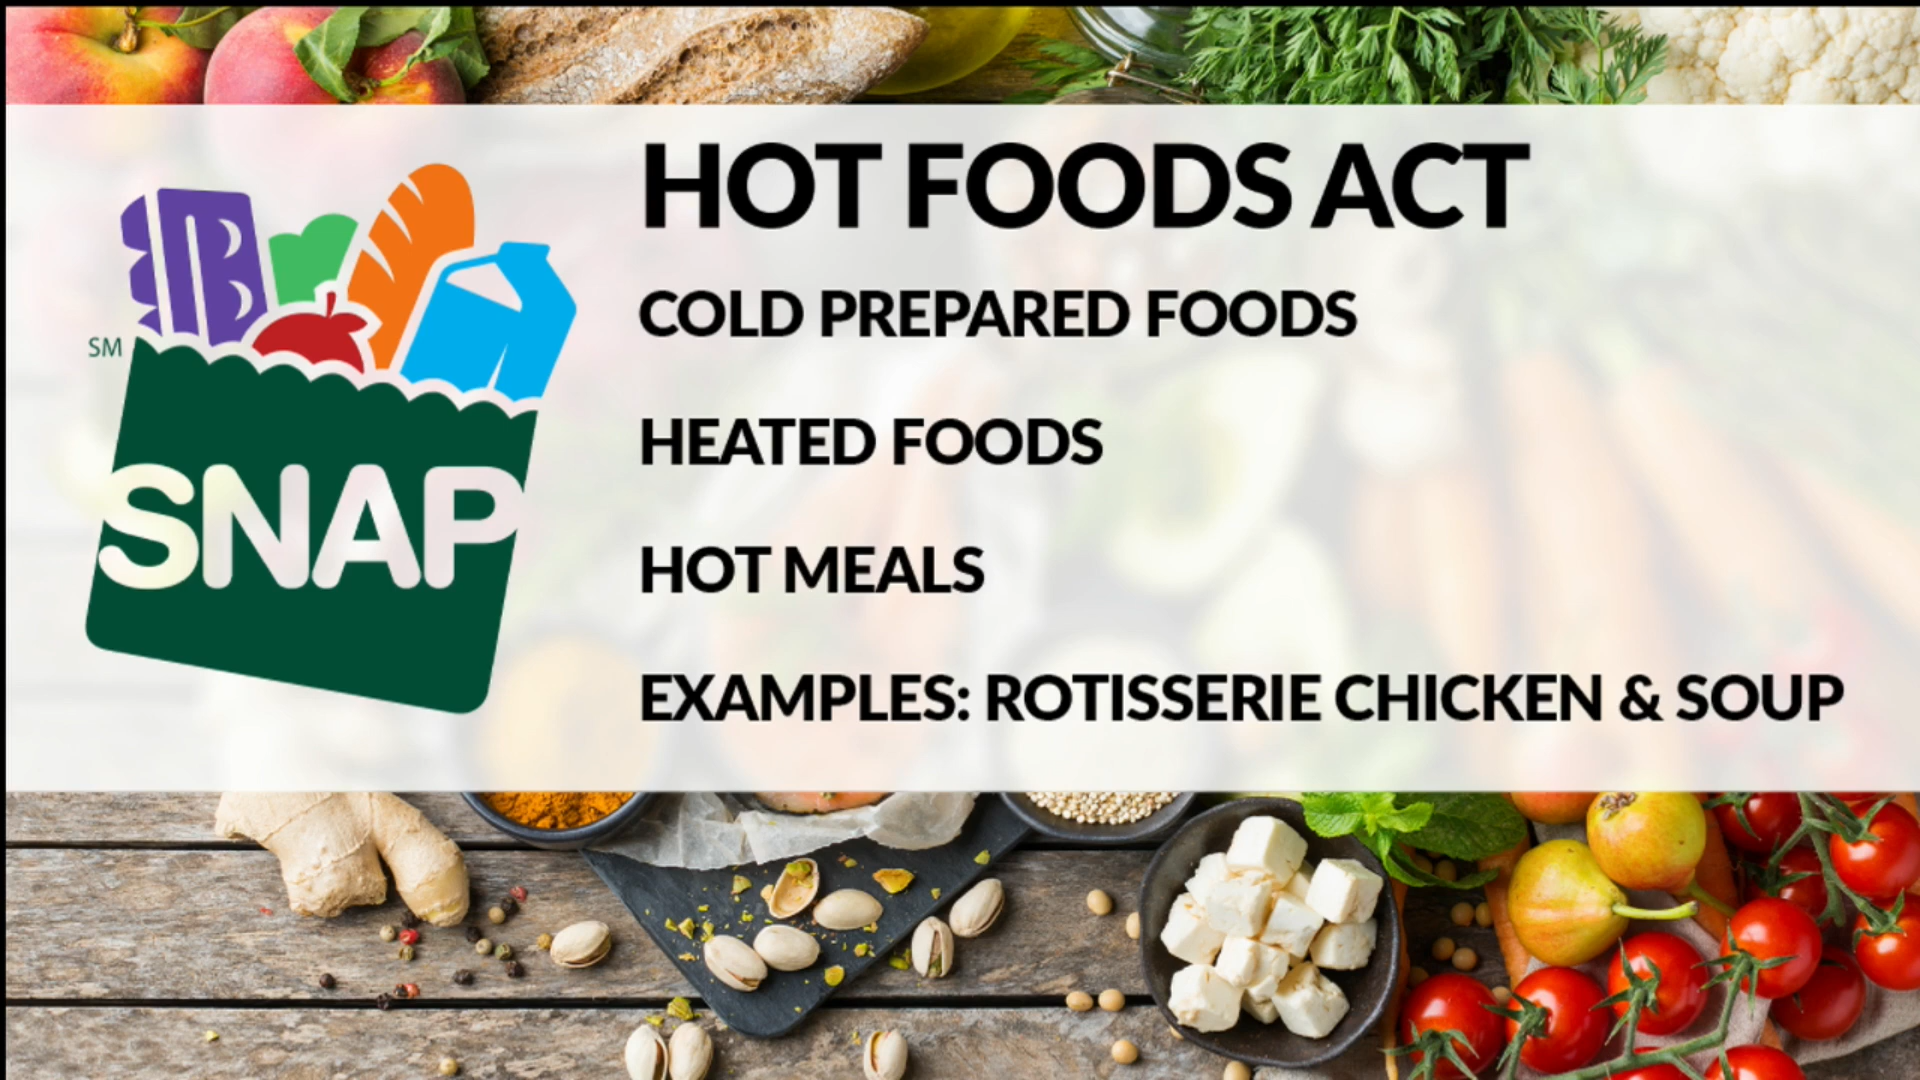 HOT FOODS ACT
COLD PREPARED FOODS
HEATED FOODS
HOT MEALS
EXAMPLES: ROTISSERIE CHICKEN & SOUP
SM
SNAP